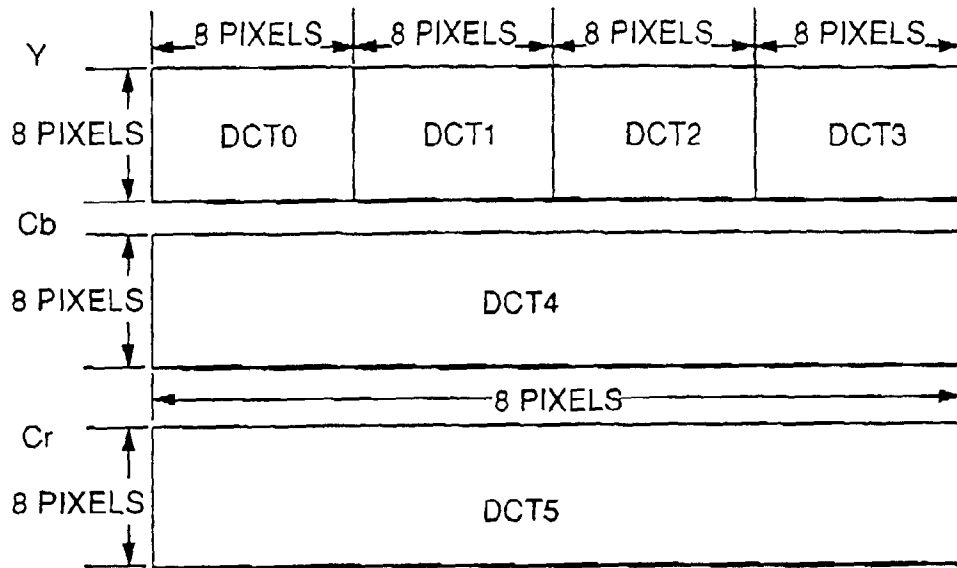 8 PIXELS 8 PIXELS 8 PIXELS 8 PIXELS
Y
8 PIXELS DCT0 DCT1 DCT2 DCT3
Cb
8 PIXELS DCT4
8 PIXELS
Cr
8 PIXELS DCT5